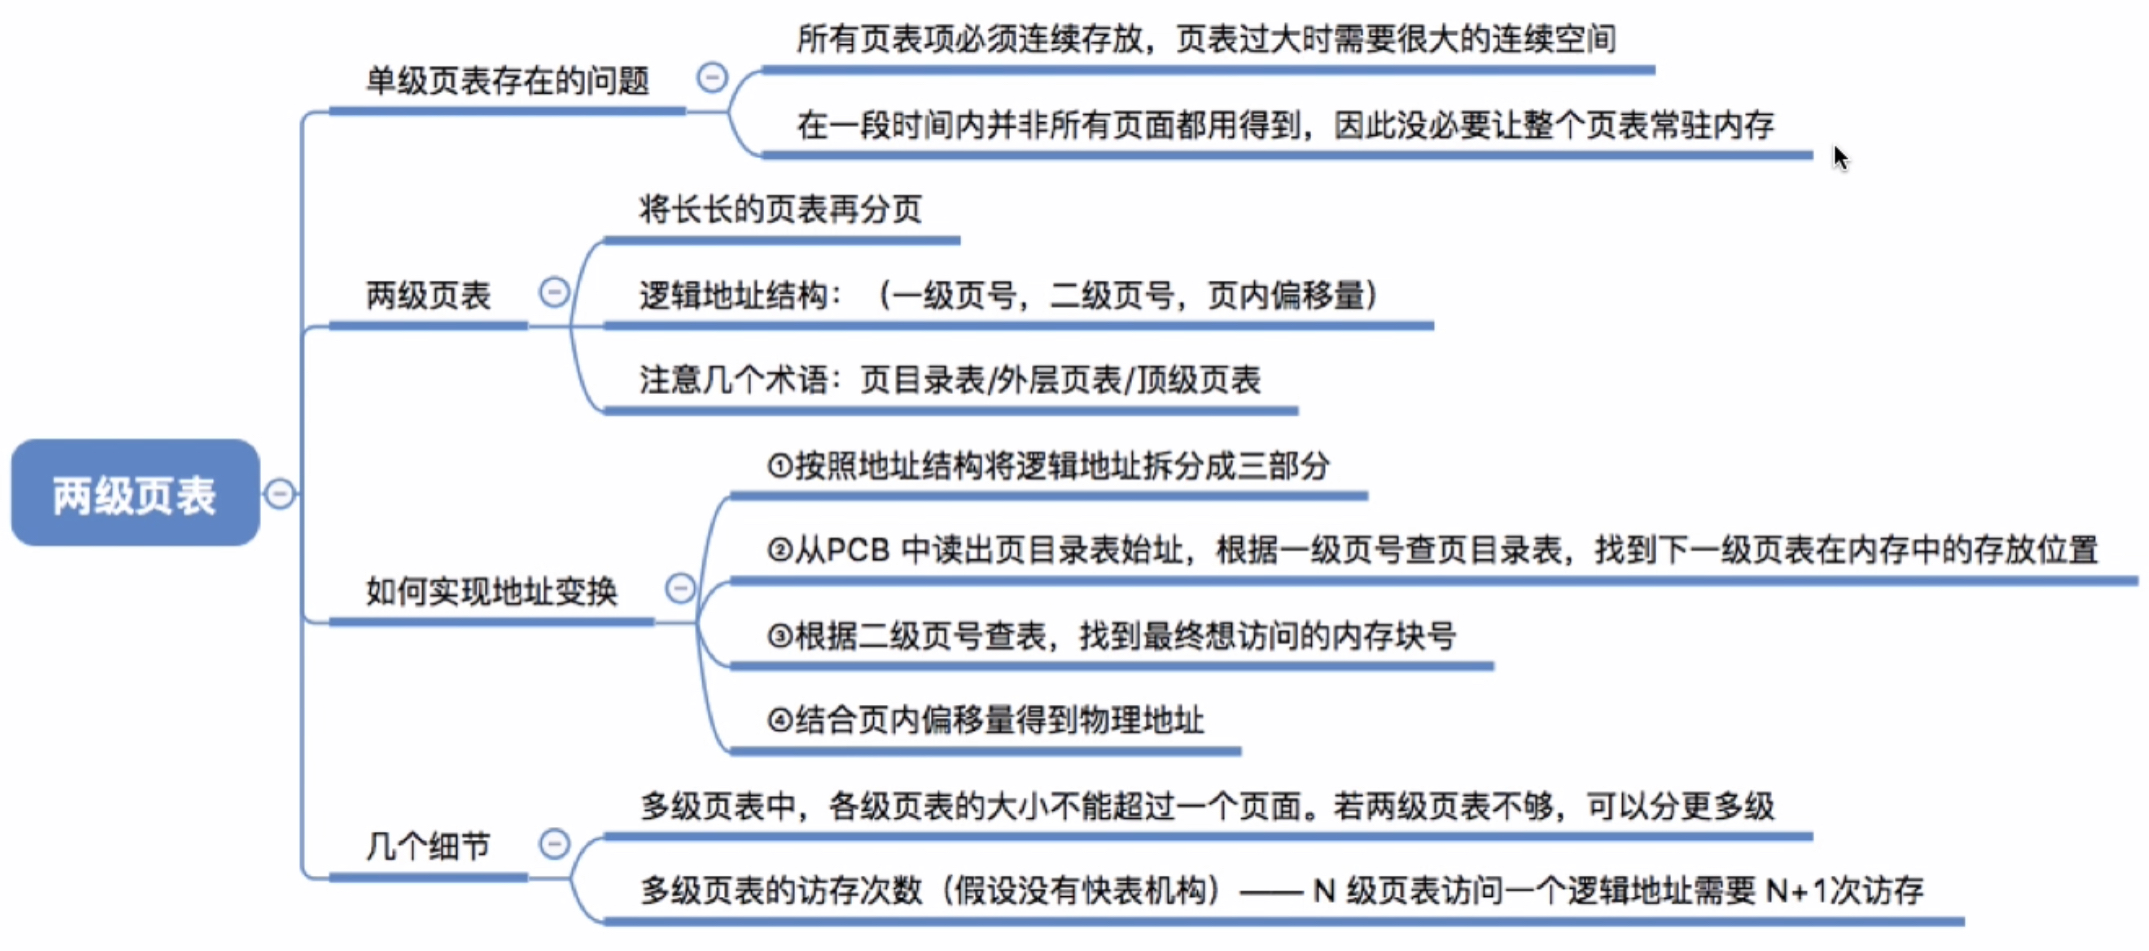 两级页表
单级页表存在的问题
所有页表项必须连续存放，页表过大时需要很大的连续空间
在一段时间内并非所有页面都用得到，因此没必要让整个页表常驻内存
两级页表
将长长的页表再分页
逻辑地址结构：（一级页号，二级页号，页内偏移量）
注意几个术语：页目录表/外层页表/顶级页表
如何实现地址变换
①按照地址结构将逻辑地址拆分成三部分
②从PCB 中读出页目录表始址，根据一级页号查页目录表，找到下一级页表在内存中的存放位置
③根据二级页号查表，找到最终想访问的内存块号
④结合页内偏移量得到物理地址
几个细节
多级页表中，各级页表的大小不能超过一个页面。若两级页表不够，可以分更多级
多级页表的访存次数（假设没有快表机构）—— N 级页表访问一个逻辑地址需要 N+1次访存